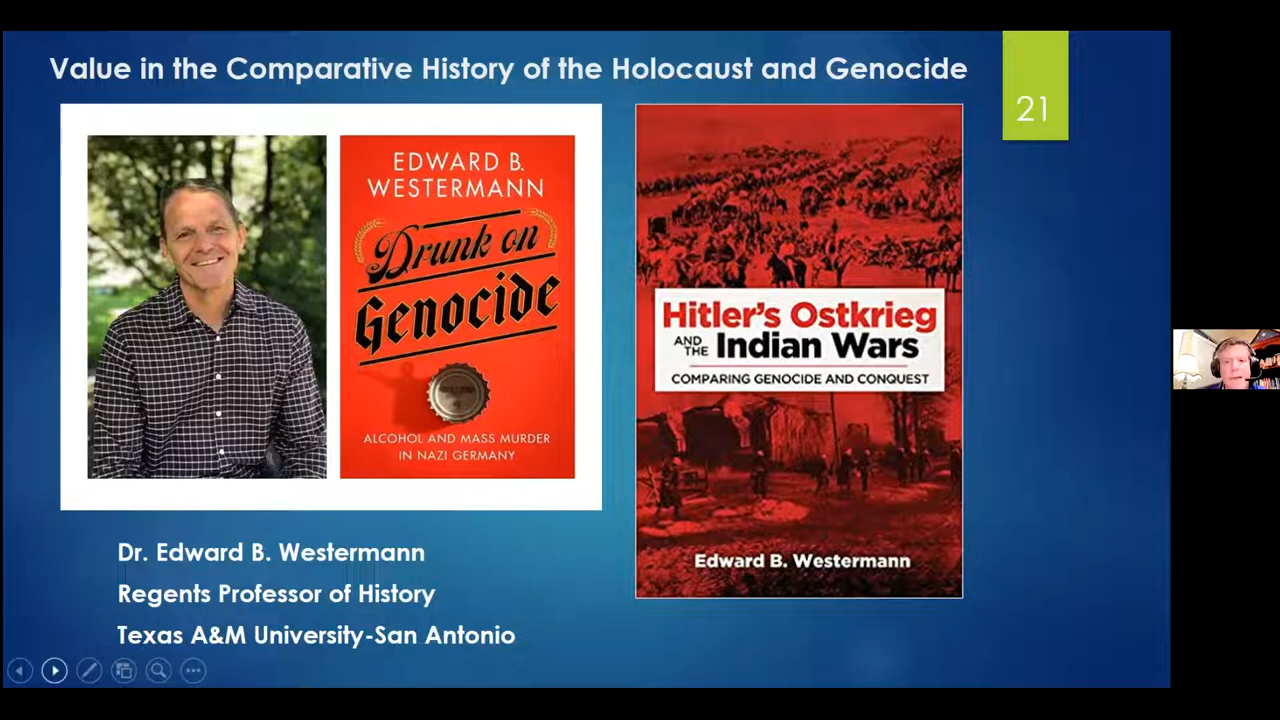 Value in the Comparative History of the Holocaust and Genocide
21
EDWARD B.
WESTERMANN
Drunk on
Genocide
ALCOHOL AND MASS MURDER
IN NAZI GERMANY
Hitler's Ostkrieg
AND THE Indian Wars
COMPARING GENOCIDE AND CONQUEST
Edward B. Westermann
Dr. Edward B. Westermann
Regents Professor of History
Texas A&M University-San Antonio